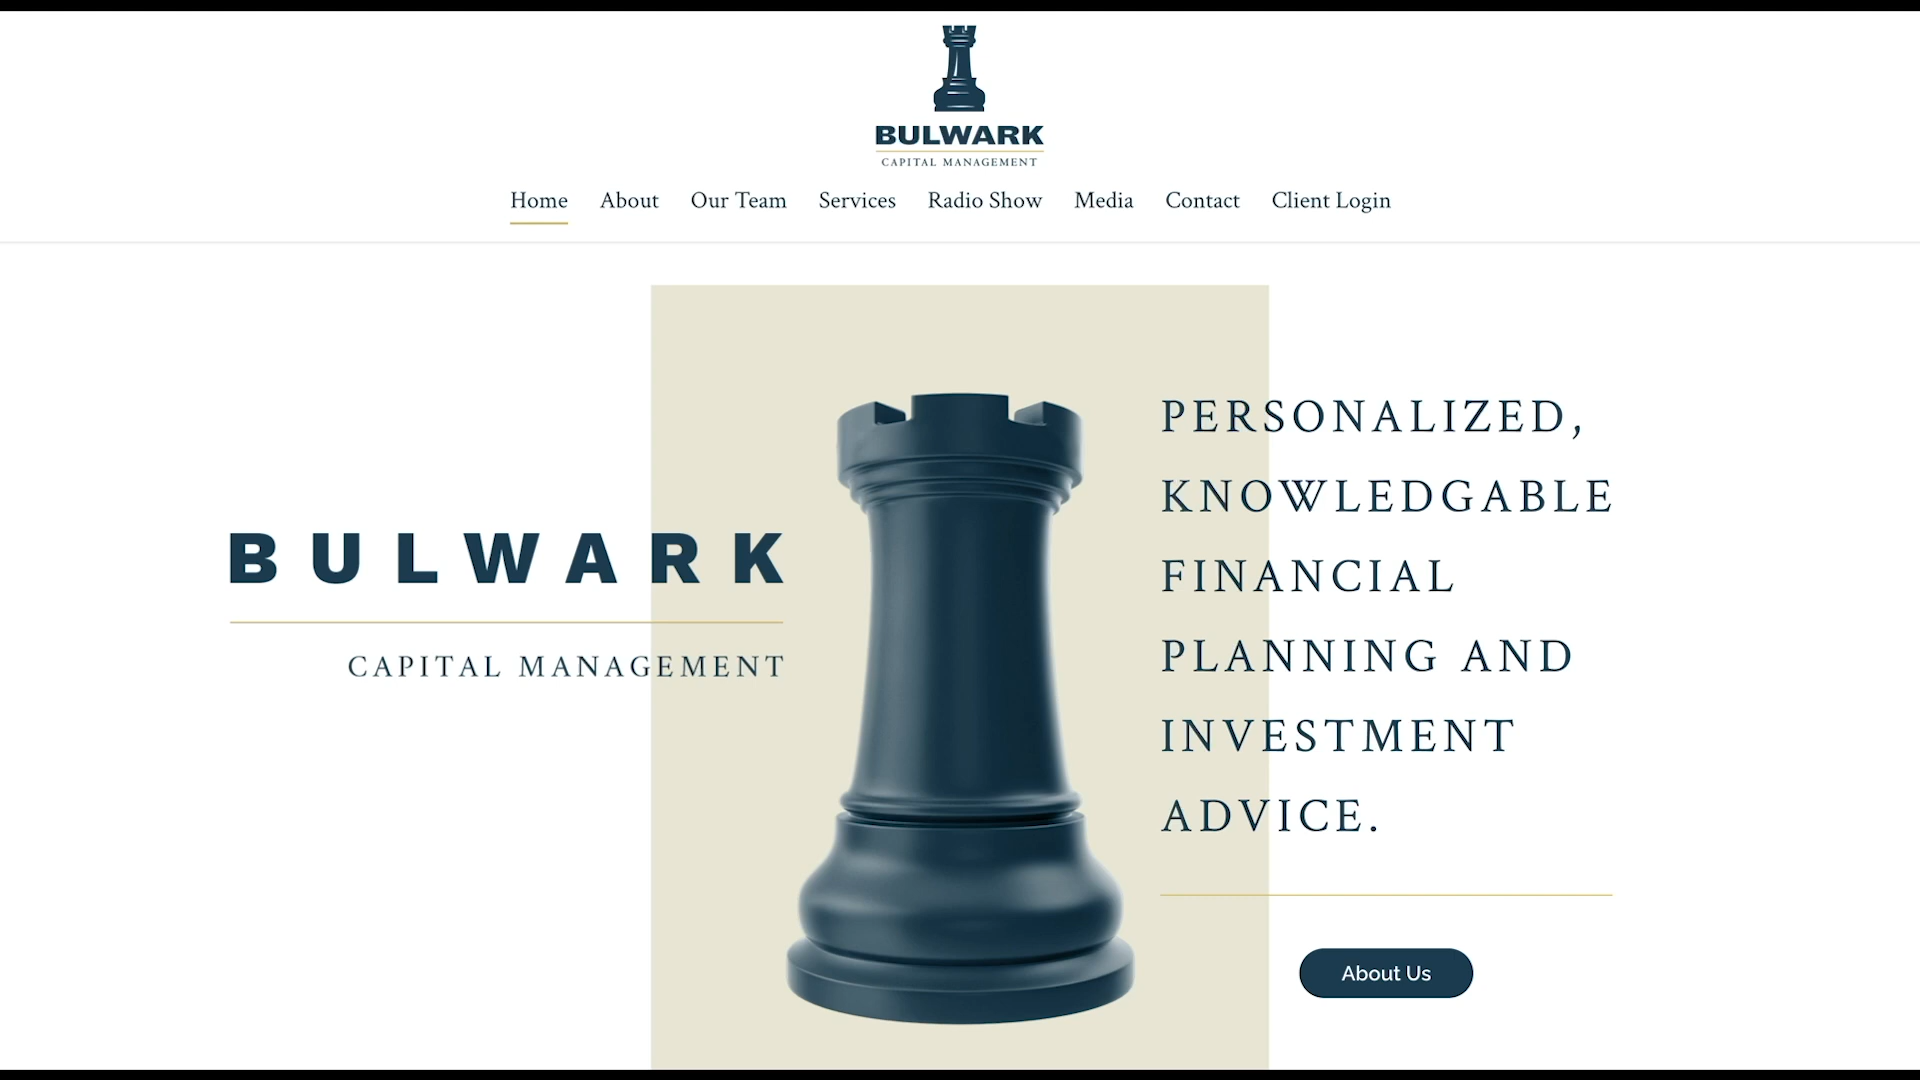 BULWARK
CAPITAL MANAGEMENT
Home About Our Team Services Radio Show Media Contact Client Login
BULWARK
CAPITAL MANAGEMENT
PERSONALIZED,
KNOWLEDGABLE
FINANCIAL
PLANNING AND
INVESTMENT
ADVICE.
About Us